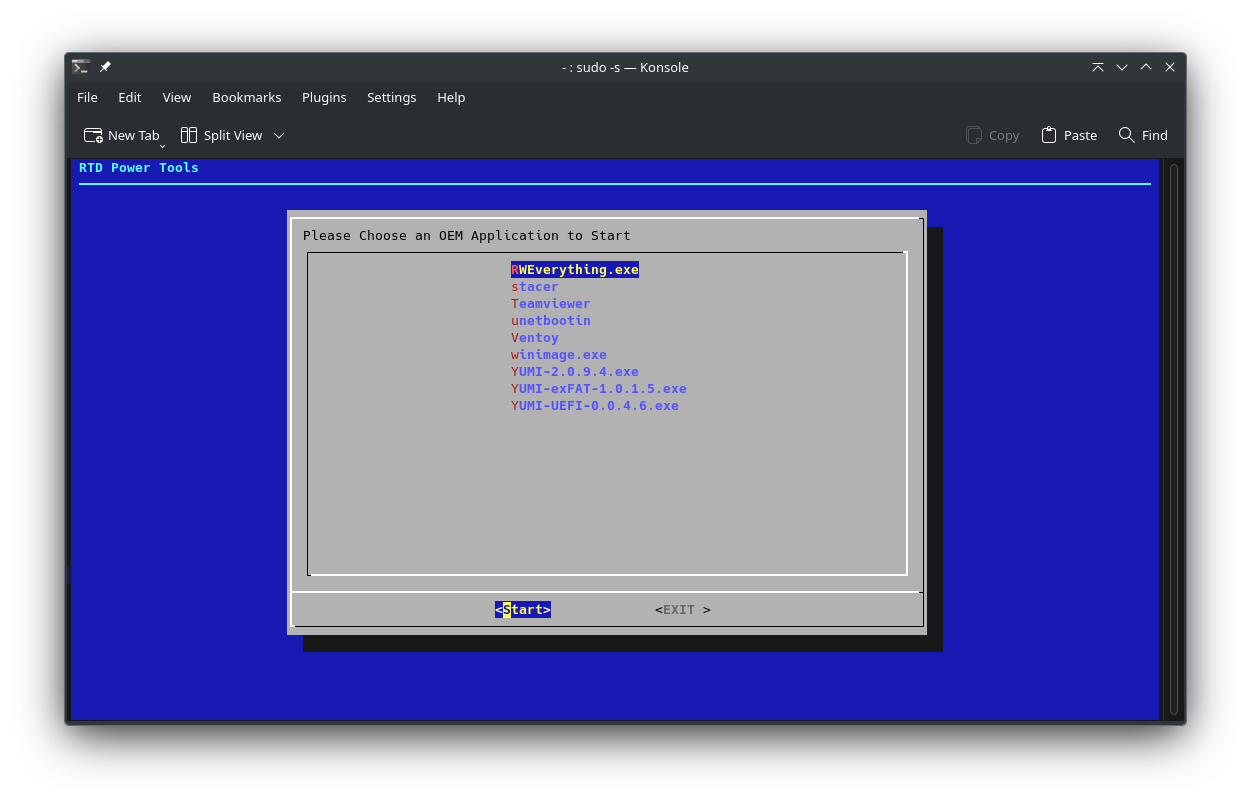 - : sudo -s — Konsole
File Edit View Bookmarks Plugins Settings Help
New Tab Split View Copy Paste Find
RTD Power Tools
Please Choose an OEM Application to Start
RWEverything.exe
stacer
Teamviewer
unetbootin
Ventoy
winimage.exe
YUMI-2.0.9.4.exe
YUMI-exFAT-1.0.1.5.exe
YUMI-UEFI-0.0.4.6.exe
<Start> <EXIT >